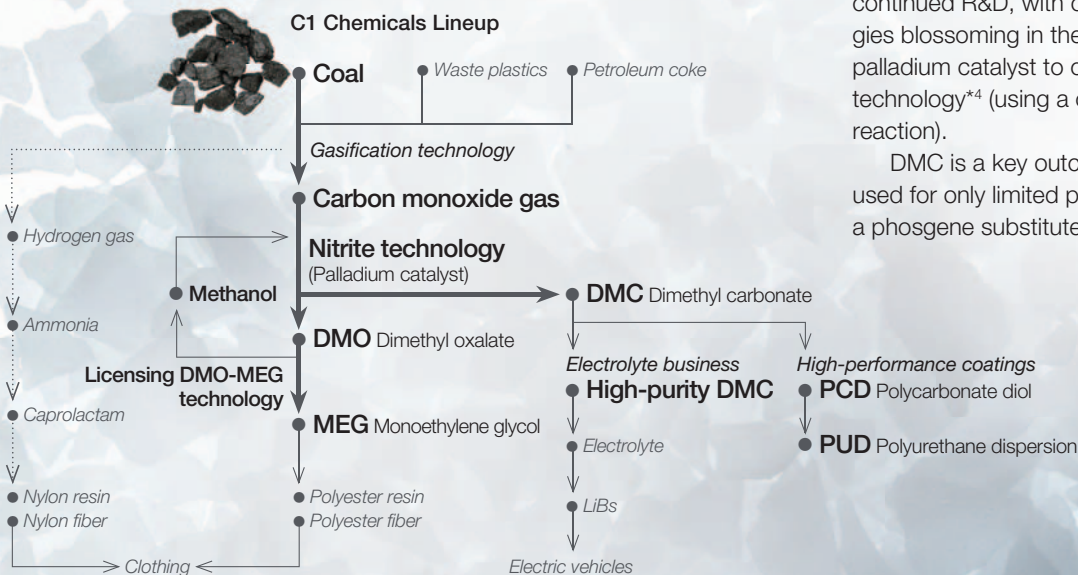 C1 Chemicals Lineup
Coal
Waste plastics
Petroleum coke
Gasification technology
Carbon monoxide gas
Hydrogen gas
Nitrite technology
(Palladium catalyst)
Methanol
DMC Dimethyl carbonate
Ammonia
DMO Dimethyl oxalate
Licensing DMO-MEG
technology
Electrolyte business
High-performance coatings
High-purity DMC
PCD Polycarbonate diol
Caprolactam
MEG Monoethylene glycol
Electrolyte
PUD Polyurethane dispersion
Nylon resin
Nylon fiber
Polyester resin
Polyester fiber
LiBs
Clothing
Electric vehicles
continued R&D, with
gies blossoming in the
palladium catalyst to
technology*4 (using a
reaction).
DMC is a key
used for only limited
a phosgene substitute